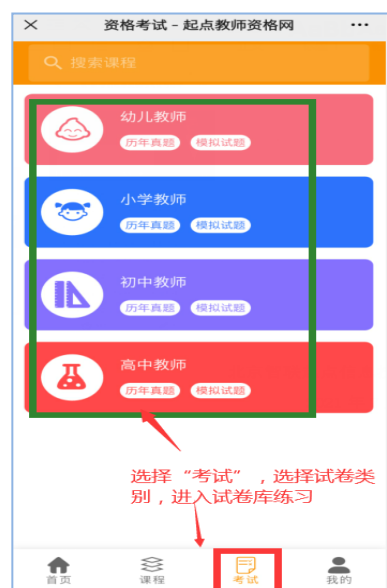 资格考试 - 起点教师资格网
搜索课程
幼儿教师
历年真题 模拟试题
小学教师
历年真题 模拟试题
初中教师
历年真题 模拟试题
高中教师
历年真题 模拟试题
选择“考试”，选择试卷类
别，进入试卷库练习
首页 课程 考试 我的